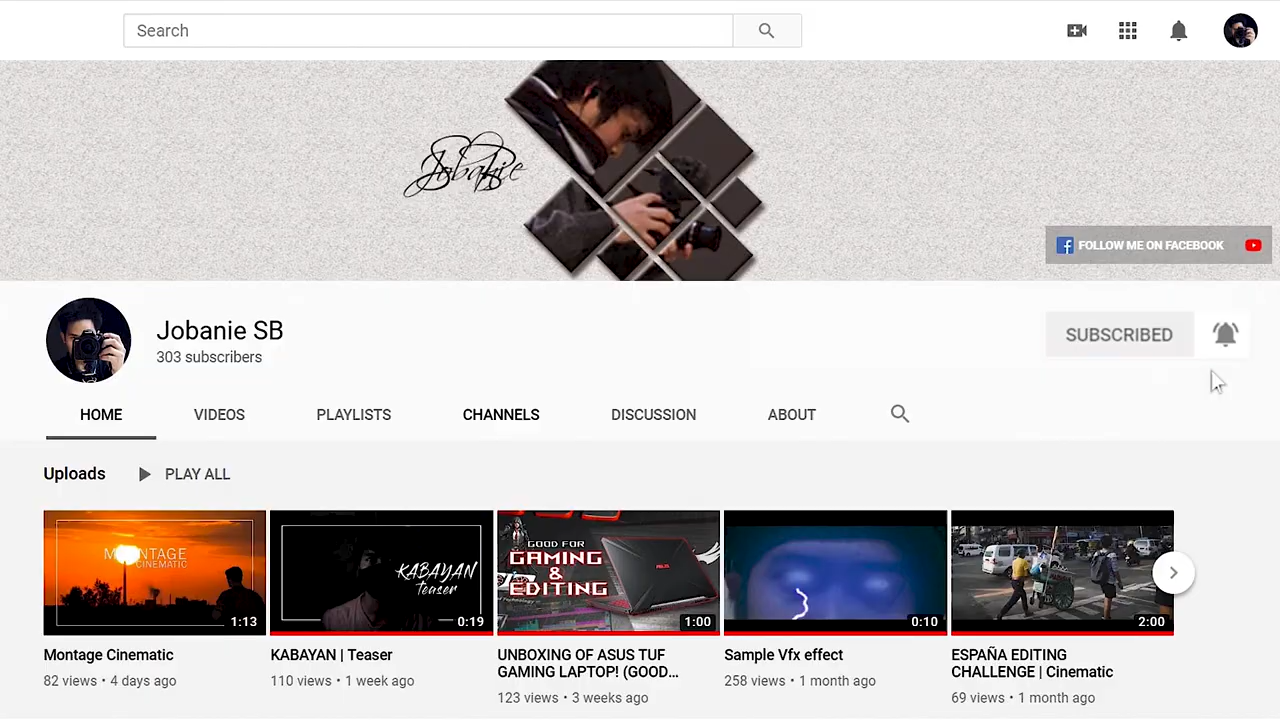 Search
Jobanie
FOLLOW ME ON FACEBOOK
Jobanie SB
303 subscribers
SUBSCRIBED
HOME
VIDEOS
PLAYLISTS
CHANNELS
DISCUSSION
ABOUT
Uploads
PLAY ALL
MONTAGE
CINEMATIC
1:13
KABAYAN
teaser
0:19
GOOD FOR
GAMING
&
EDITING
1:00
0:10
2:00
Montage Cinematic
82 views • 4 days ago
KABAYAN | Teaser
110 views • 1 week ago
UNBOXING OF ASUS TUF
GAMING LAPTOP! (GOOD...
123 views • 3 weeks ago
Sample Vfx effect
258 views • 1 month ago
ESPAÑA EDITING
CHALLENGE | Cinematic
69 views • 1 month ago